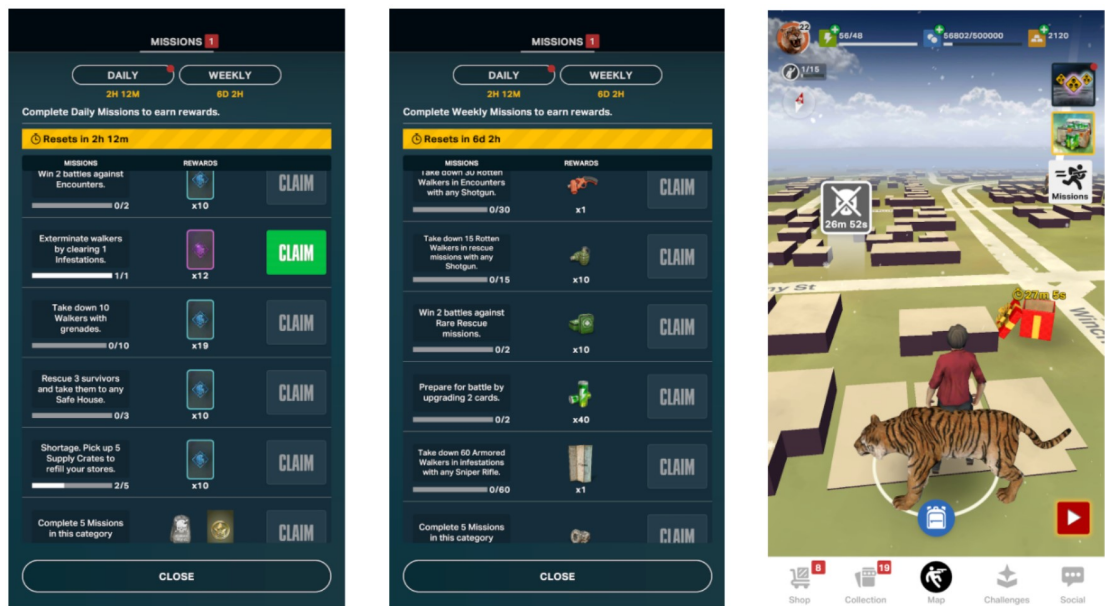 MISSIONS 1
DAILY
WEEKLY
2H 12M
6D 2H
Complete Daily Missions to earn rewards.
Resets in 2h 12m
MISSIONS
REWARDS
Win 2 battles against
Encounters.
0/2
x10
CLAIM
Exterminate walkers
by clearing 1
Infestations.
1/1
x12
CLAIM
Take down 10
Walkers with
grenades.
0/10
x19
CLAIM
Rescue 3 survivors
and take them to any
Safe House.
0/3
x10
CLAIM
Shortage. Pick up 5
Supply Crates to
refill your stores.
2/5
x10
CLAIM
Complete 5 Missions
in this category
CLAIM
CLOSE
MISSIONS 1
DAILY
WEEKLY
2H 12M
6D 2H
Complete Weekly Missions to earn rewards.
Resets in 6d 2h
MISSIONS
REWARDS
Take down 30 Rotten
Walkers in Encounters
with any Shotgun.
0/30
x1
CLAIM
Take down 15 Rotten
Walkers in rescue
missions with any
Shotgun.
0/15
x10
CLAIM
Win 2 battles against
Rare Rescue
missions.
0/2
x10
CLAIM
Prepare for battle by
upgrading 2 cards.
0/2
x40
CLAIM
Take down 60 Armored
Walkers in infestations
with any Sniper Rifle.
0/60
x1
CLAIM
Complete 5 Missions
in this category
CLAIM
CLOSE
22
56/48
56802/500000
2120
1/15
Missions
26m 52s
ny St
27m 5s
Winch
Shop
8
Collection
19
Map
Challenges
Social